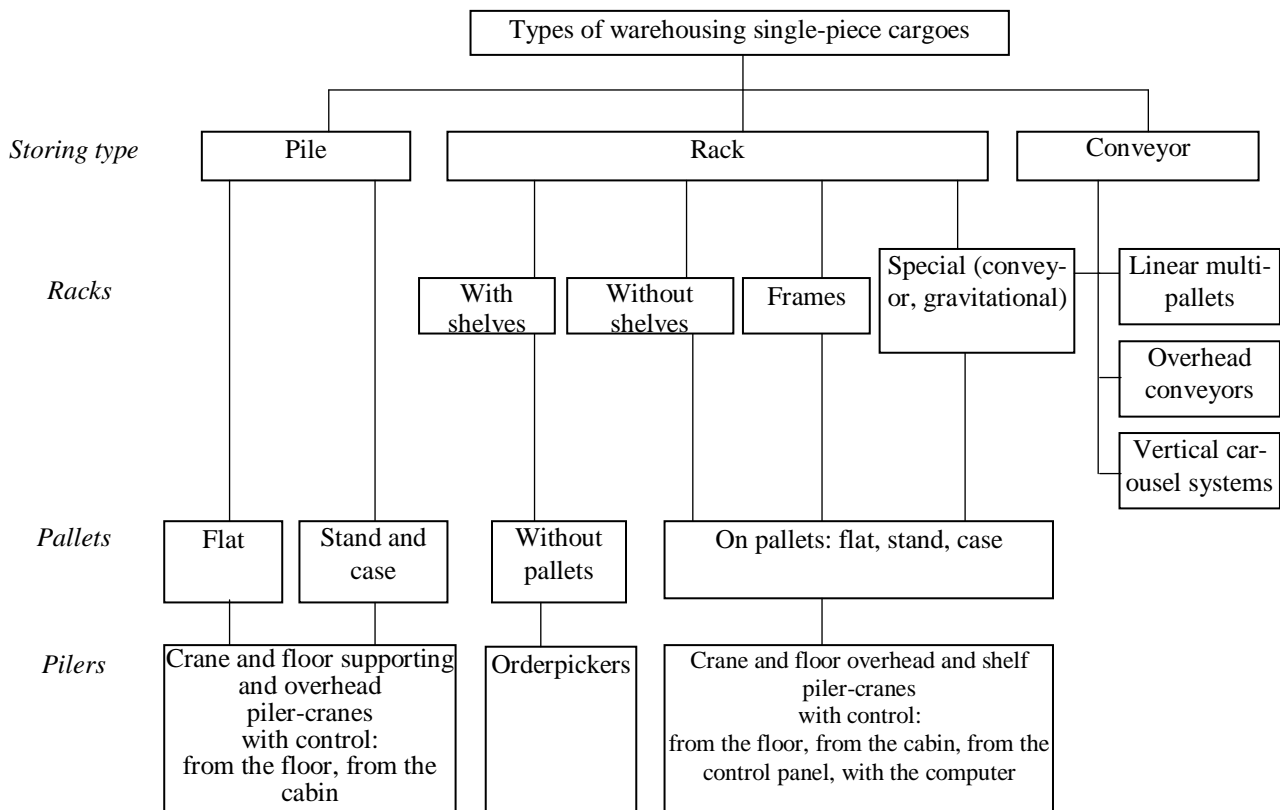 Types of warehousing single-piece cargoes
Storing type
Pile
Rack
Conveyor
Racks
With
shelves
Without
shelves
Frames
Special (convey-
or, gravitational)
Linear multi-
pallets
Overhead
conveyors
Vertical car-
ousel systems
Pallets
Flat
Stand and
case
Without
pallets
On pallets: flat, stand, case
Pilers
Crane and floor supporting
and overhead
piler-cranes
with control:
from the floor, from the
cabin
Orderpickers
Crane and floor overhead and shelf
piler-cranes
with control:
from the floor, from the cabin, from the
control panel, with the computer